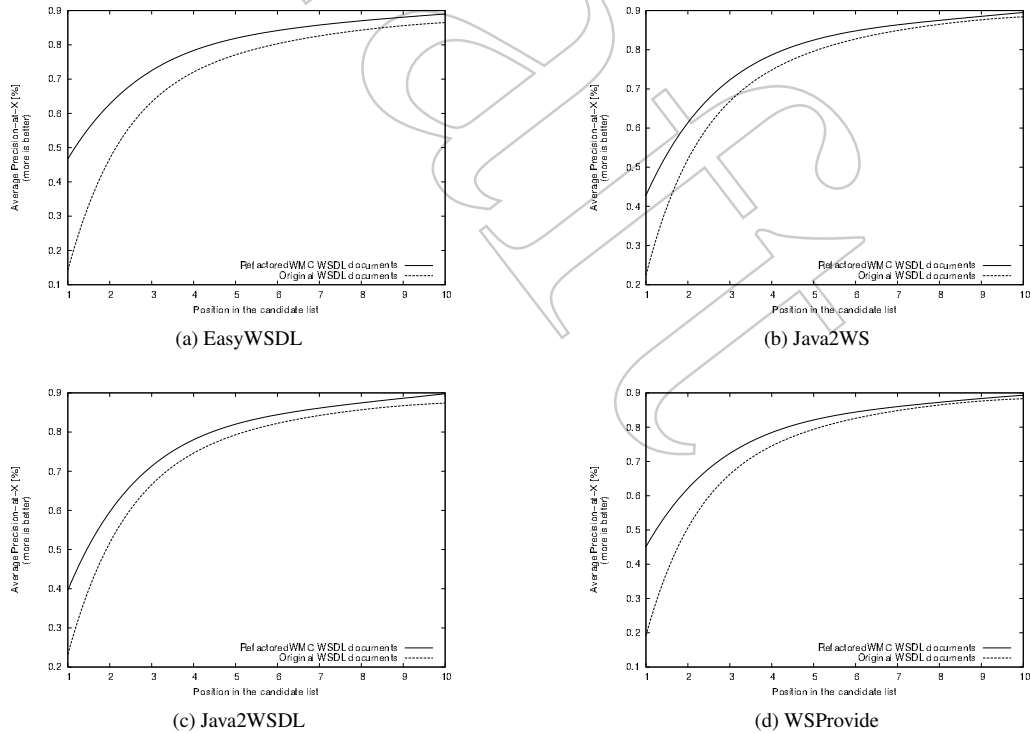 0.9
0.8
0.7
0.6
0.5
0.4
0.3
0.2
0.1
Average Precision-at-X [%]
(more is better)
Refactored WMC WSDL documents
Original WSDL documents
1 2 3 4 5 6 7 8 9 10
Position in the candidate list
(a) EasyWSDL
0.9
0.8
0.7
0.6
0.5
0.4
0.3
0.2
Average Precision-at-X [%]
(more is better)
Refactored WMC WSDL documents
Original WSDL documents
1 2 3 4 5 6 7 8 9 10
Position in the candidate list
(b) Java2WS
0.9
0.8
0.7
0.6
0.5
0.4
0.3
0.2
Average Precision-at-X [%]
(more is better)
Refactored WMC WSDL documents
Original WSDL documents
1 2 3 4 5 6 7 8 9 10
Position in the candidate list
(c) Java2WSDL
0.9
0.8
0.7
0.6
0.5
0.4
0.3
0.2
0.1
Average Precision-at-X [%]
(more is better)
Refactored WMC WSDL documents
Original WSDL documents
1 2 3 4 5 6 7 8 9 10
Position in the candidate list
(d) WSProvide